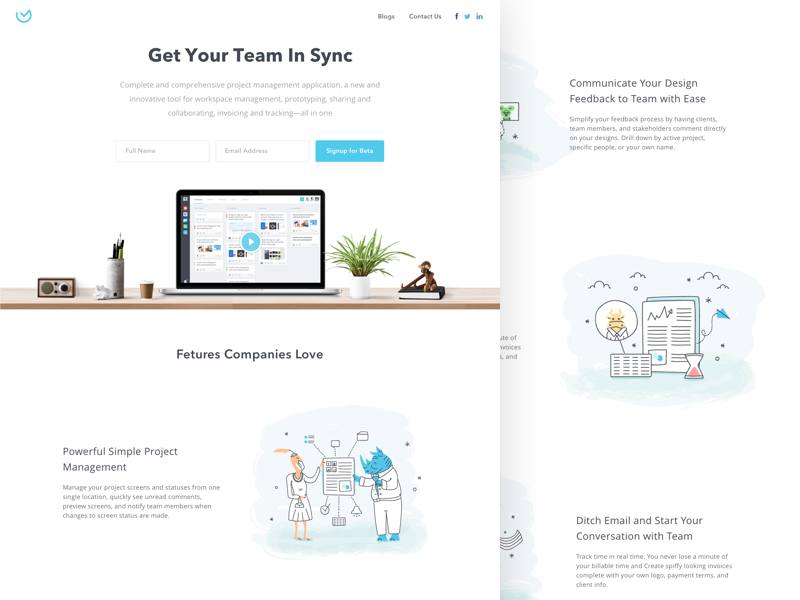 Blogs
Contact Us
Get Your Team In Sync
Complete and comprehensive project management application, a new and
innovative tool for workspace management, prototyping, sharing and
collaborating, invoicing and tracking—all in one
Full Name
Email Address
Signup for Beta
Fetures Companies Love
Powerful Simple Project
Management
Manage your project screens and statuses from one
single location, quickly see unread comments,
preview screens, and notify team members when
changes to screen status are made.
Communicate Your Design
Feedback to Team with Ease
Simplify your feedback process by having clients,
team members, and stakeholders comment directly
on your designs. Drill down by active project,
specific people, or your own name.
ute of
nvoices
s, and
Ditch Email and Start Your
Conversation with Team
Track time in real time. You never lose a minute of
your billable time and Create spiffy looking invoices
complete with your own logo, payment terms, and
client info.